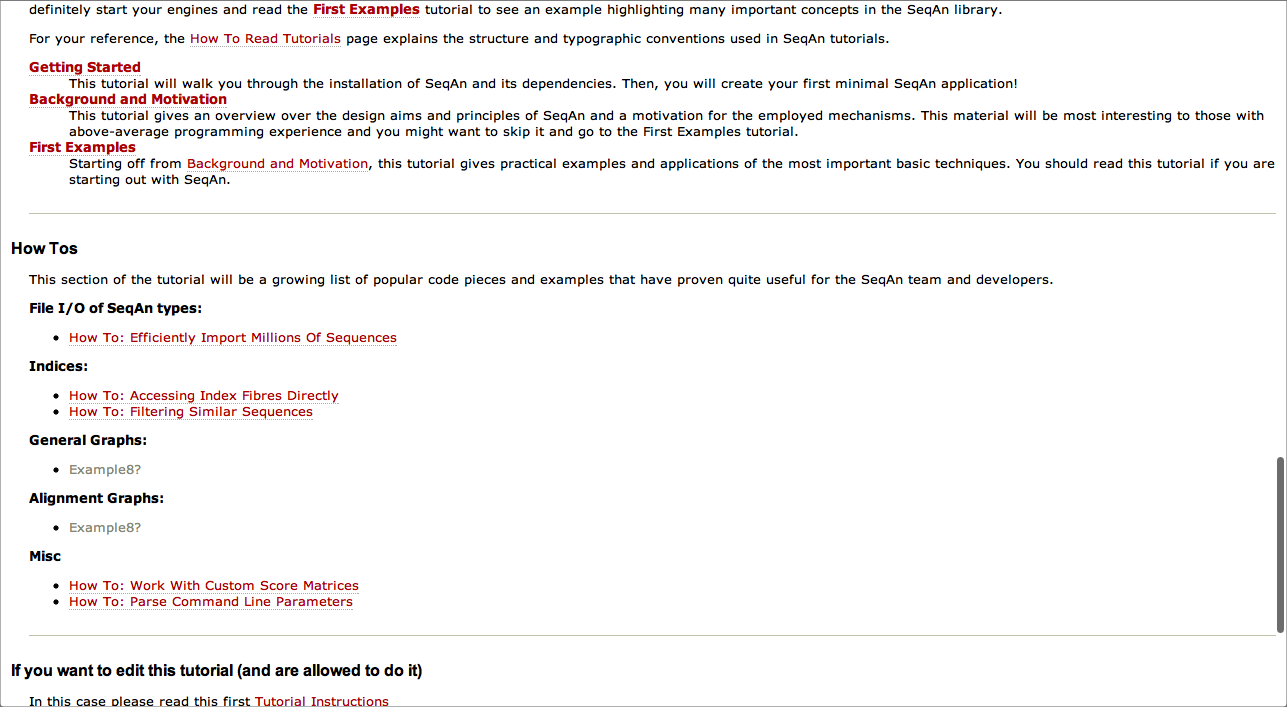 definitely start your engines and read the First Examples tutorial to see an example highlighting many important concepts in the SeqAn library.
For your reference, the How To Read Tutorials page explains the structure and typographic conventions used in SeqAn tutorials.
Getting Started
This tutorial will walk you through the installation of SeqAn and its dependencies. Then, you will create your first minimal SeqAn application!
Background and Motivation
This tutorial gives an overview over the design aims and principles of SeqAn and a motivation for the employed mechanisms. This material will be most interesting to those with
above-average programming experience and you might want to skip it and go to the First Examples tutorial.
First Examples
Starting off from Background and Motivation, this tutorial gives practical examples and applications of the most important basic techniques. You should read this tutorial if you are
starting out with SeqAn.
How Tos
This section of the tutorial will be a growing list of popular code pieces and examples that have proven quite useful for the SeqAn team and developers.
File I/O of SeqAn types:
• How To: Efficiently Import Millions Of Sequences
Indices:
• How To: Accessing Index Fibres Directly
• How To: Filtering Similar Sequences
General Graphs:
• Example8?
Alignment Graphs:
• Example8?
Misc
• How To: Work With Custom Score Matrices
• How To: Parse Command Line Parameters
If you want to edit this tutorial (and are allowed to do it)
In this case please read this first Tutorial Instructions